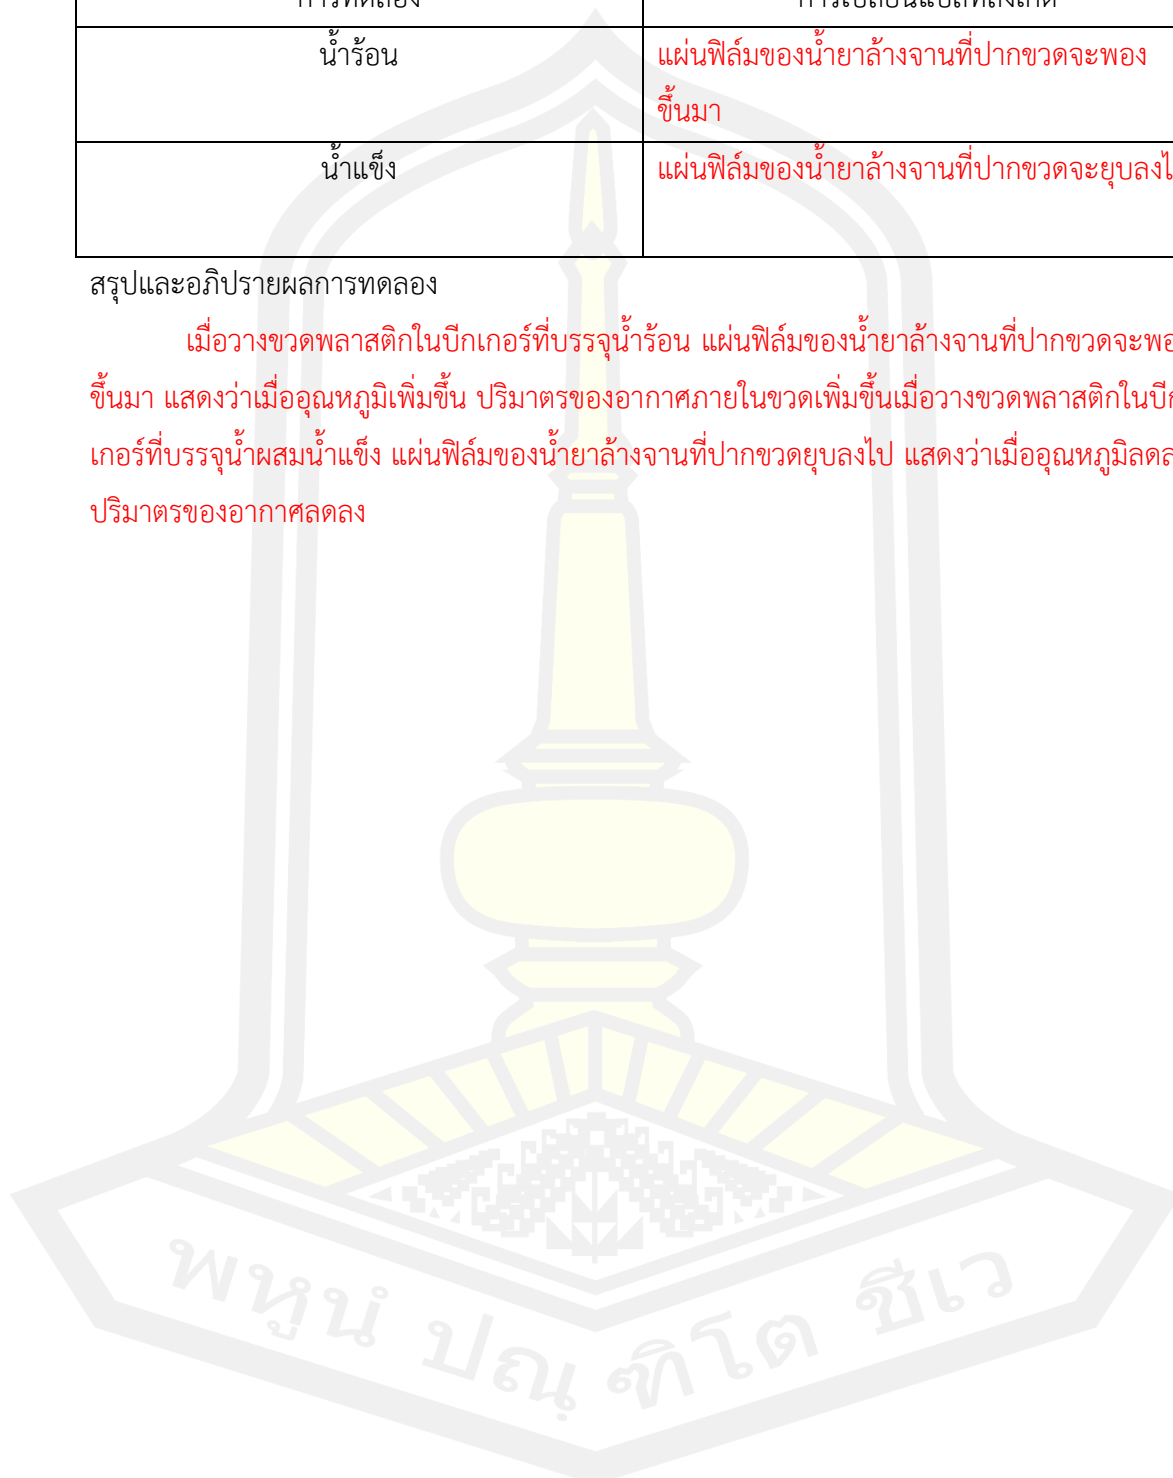 การทดลอง การเปลี่ยนแปลที่สังเกต
น้ำร้อน แผ่นฟิล์มของน้ำยาล้างจานที่ปากขวดจะพอง
ขึ้นมา
น้ำแข็ง แผ่นฟิล์มของน้ำยาล้างจานที่ปากขวดจะยุบลงไ
สรุปและอภิปรายผลการทดลอง
เมื่อวางขวดพลาสติกในบีกเกอร์ที่บรรจุน้ำร้อน แผ่นฟิล์มของน้ำยาล้างจานที่ปากขวดจะพอ
ขึ้นมา แสดงว่าเมื่ออุณหภูมิเพิ่มขึ้น ปริมาตรของอากาศภายในขวดเพิ่มขึ้นเมื่อวางขวดพลาสติกในบีก
เกอร์ที่บรรจุน้ำผสมน้ำแข็ง แผ่นฟิล์มของน้ำยาล้างจานที่ปากขวดยุบลงไป แสดงว่าเมื่ออุณหภูมิลดล
ปริมาตรของอากาศลดลง
พหูนํ ปณฺฑิโต ชีเว